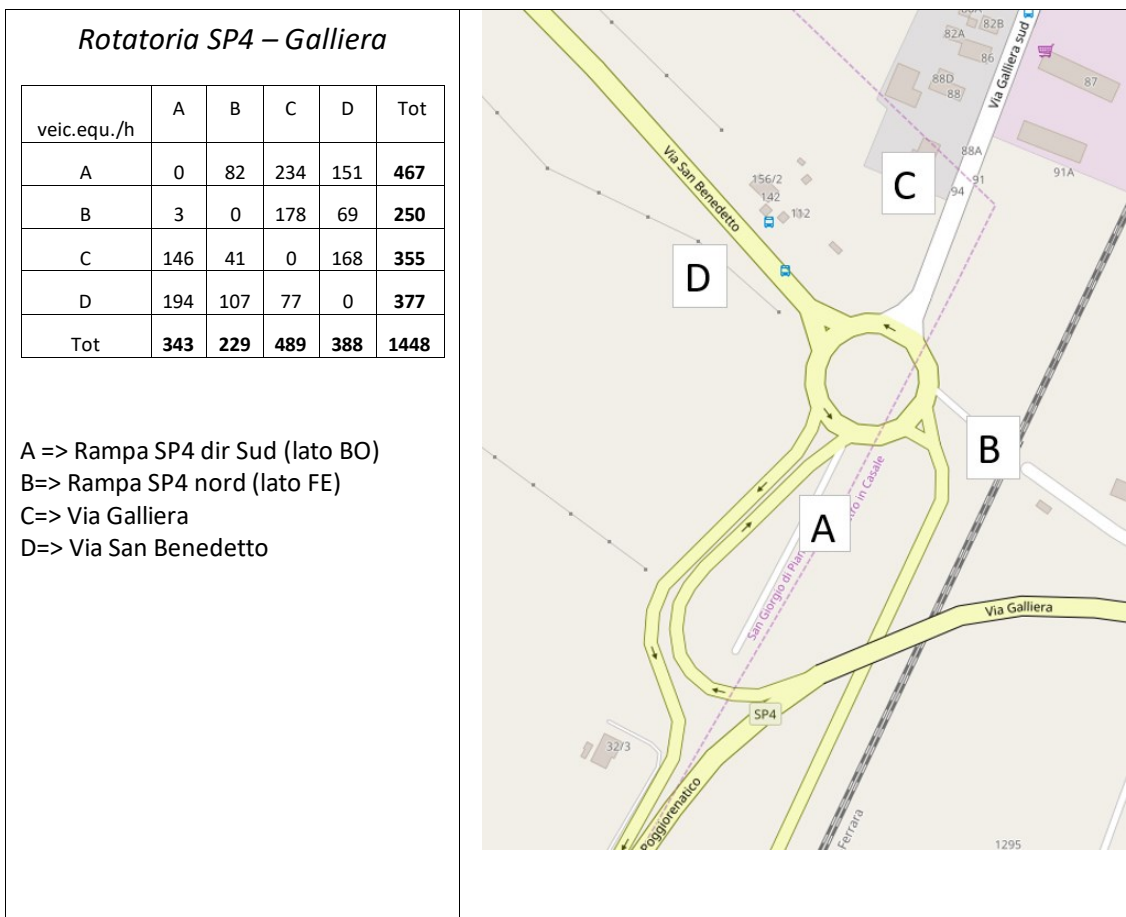 Rotatoria SP4 – Galliera
veic.equ./h A B C D Tot
A 0 82 234 151 467
B 3 0 178 69 250
C 146 41 0 168 355
D 194 107 77 0 377
Tot 343 229 489 388 1448
A => Rampa SP4 dir Sud (lato BO)
B=> Rampa SP4 nord (lato FE)
C=> Via Galliera
D=> Via San Benedetto
82B
82A
86
88D
88
87
Via Galliera sud
88A
91
94
91A
C
Via San Benedetto
156/2
142
112
D
B
A
San Giorgio di Pian
tro in Casale
Via Galliera
SP4
32/3
Poggiorenatico
Ferrara
1295